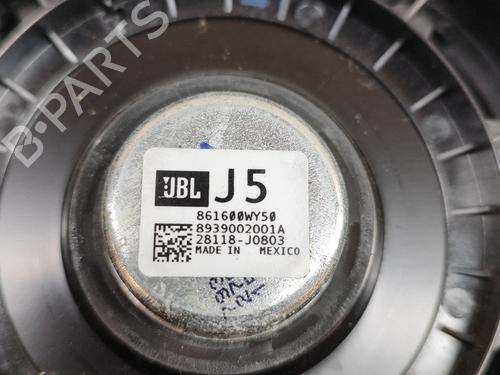 B-PARTS
JBL J5
861600WY50
8939002001A
28118-J0803
MADE IN MEXICO